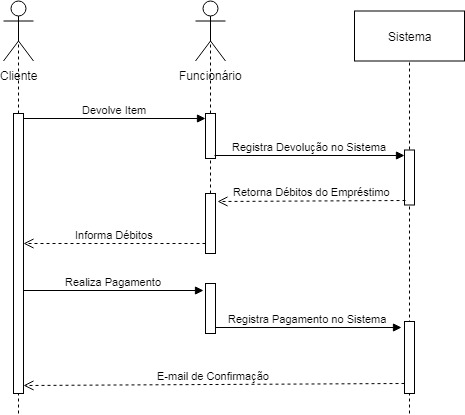 Sistema
Cliente
Funcionário
Devolve Item
Registra Devolução no Sistema
Retorna Débitos do Empréstimo
Informa Débitos
Realiza Pagamento
Registra Pagamento no Sistema
E-mail de Confirmação